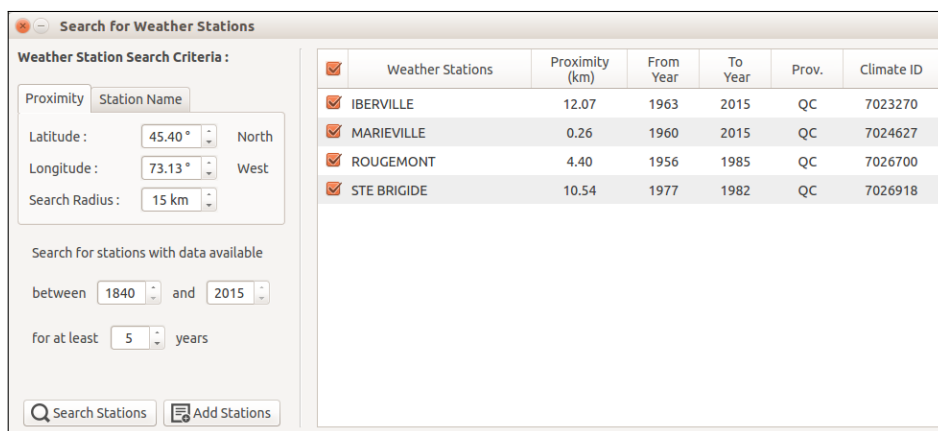 Search for Weather Stations
Weather Station Search Criteria :
Proximity Station Name
Latitude : 45.40 ° North
Longitude : 73.13 ° West
Search Radius : 15 km
Search for stations with data available
between 1840 and 2015
for at least 5 years
Search Stations Add Stations
Weather Stations Proximity (km) From Year To Year Prov. Climate ID
IBERVILLE 12.07 1963 2015 QC 7023270
MARIEVILLE 0.26 1960 2015 QC 7024627
ROUGEMONT 4.40 1956 1985 QC 7026700
STE BRIGIDE 10.54 1977 1982 QC 7026918